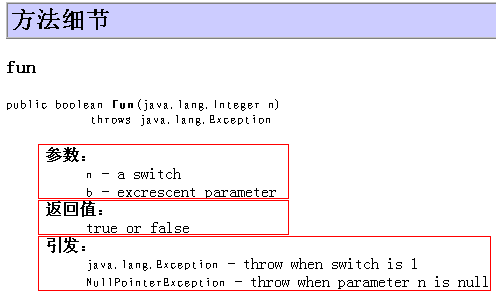 方法细节
fun
public boolean fun(java.lang.Integer n)
throws java.lang.Exception
参数：
n - a switch
b - excrescent parameter
返回值：
true or false
引发：
java.lang.Exception - throw when switch is 1
NullPointerException - throw when parameter n is null